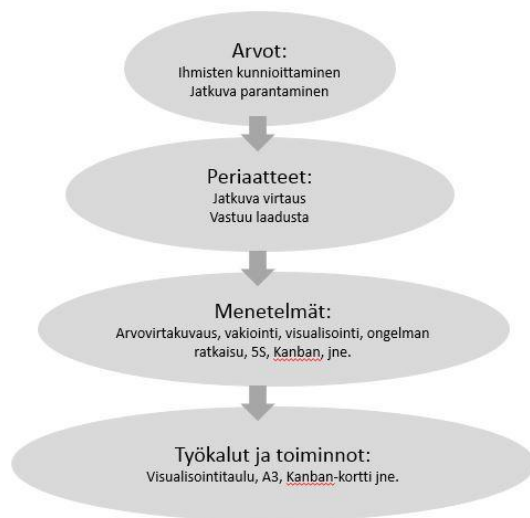 Arvot:
Ihmisten kunnioittaminen
Jatkuva parantaminen
Periaatteet:
Jatkuva virtaus
Vastuu laadusta
Menetelmät:
Arvovirtakuvaus, vakiointi, visualisointi, ongelman
ratkaisu, 5S, Kanban, jne.
Työkalut ja toiminnot:
Visualisointitaulu, A3, Kanban-kortti jne.